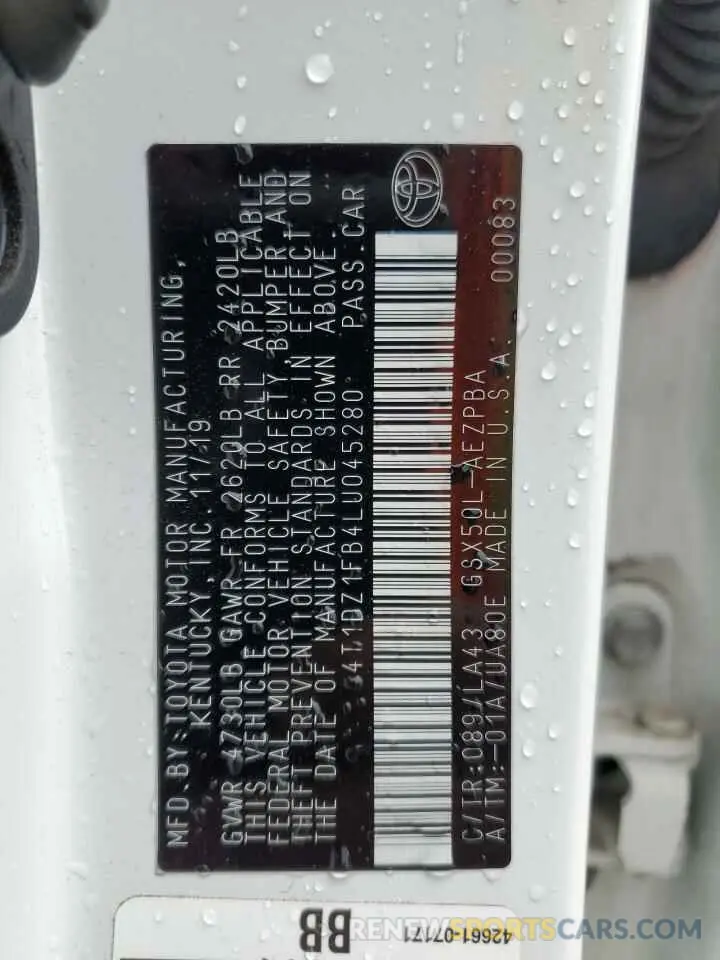 MFD.BY:TOYOTA MOTOR MANUFACTURING,
KENTUCKY, INC.11/19
GVWR 4730LB GAWR FR 2620LB RR 2420LB
THIS VEHICLE CONFORMS TO ALL APPLICABLE
FEDERAL MOTOR VEHICLE SAFETY, BUMPER AND
THEFT PREVENTION STANDARDS IN EFFECT ON
THE DATE OF MANUFACTURE SHOWN ABOVE.
4T1DZ1FB4LU045280 PASS.CAR
C/TR:089/LA43 GSX50L-AEZPBA
A/TM:-01A/UA80E MADE IN U.S.A. 00083
BB
42661-07171
RENEWSPORTSCARS.COM